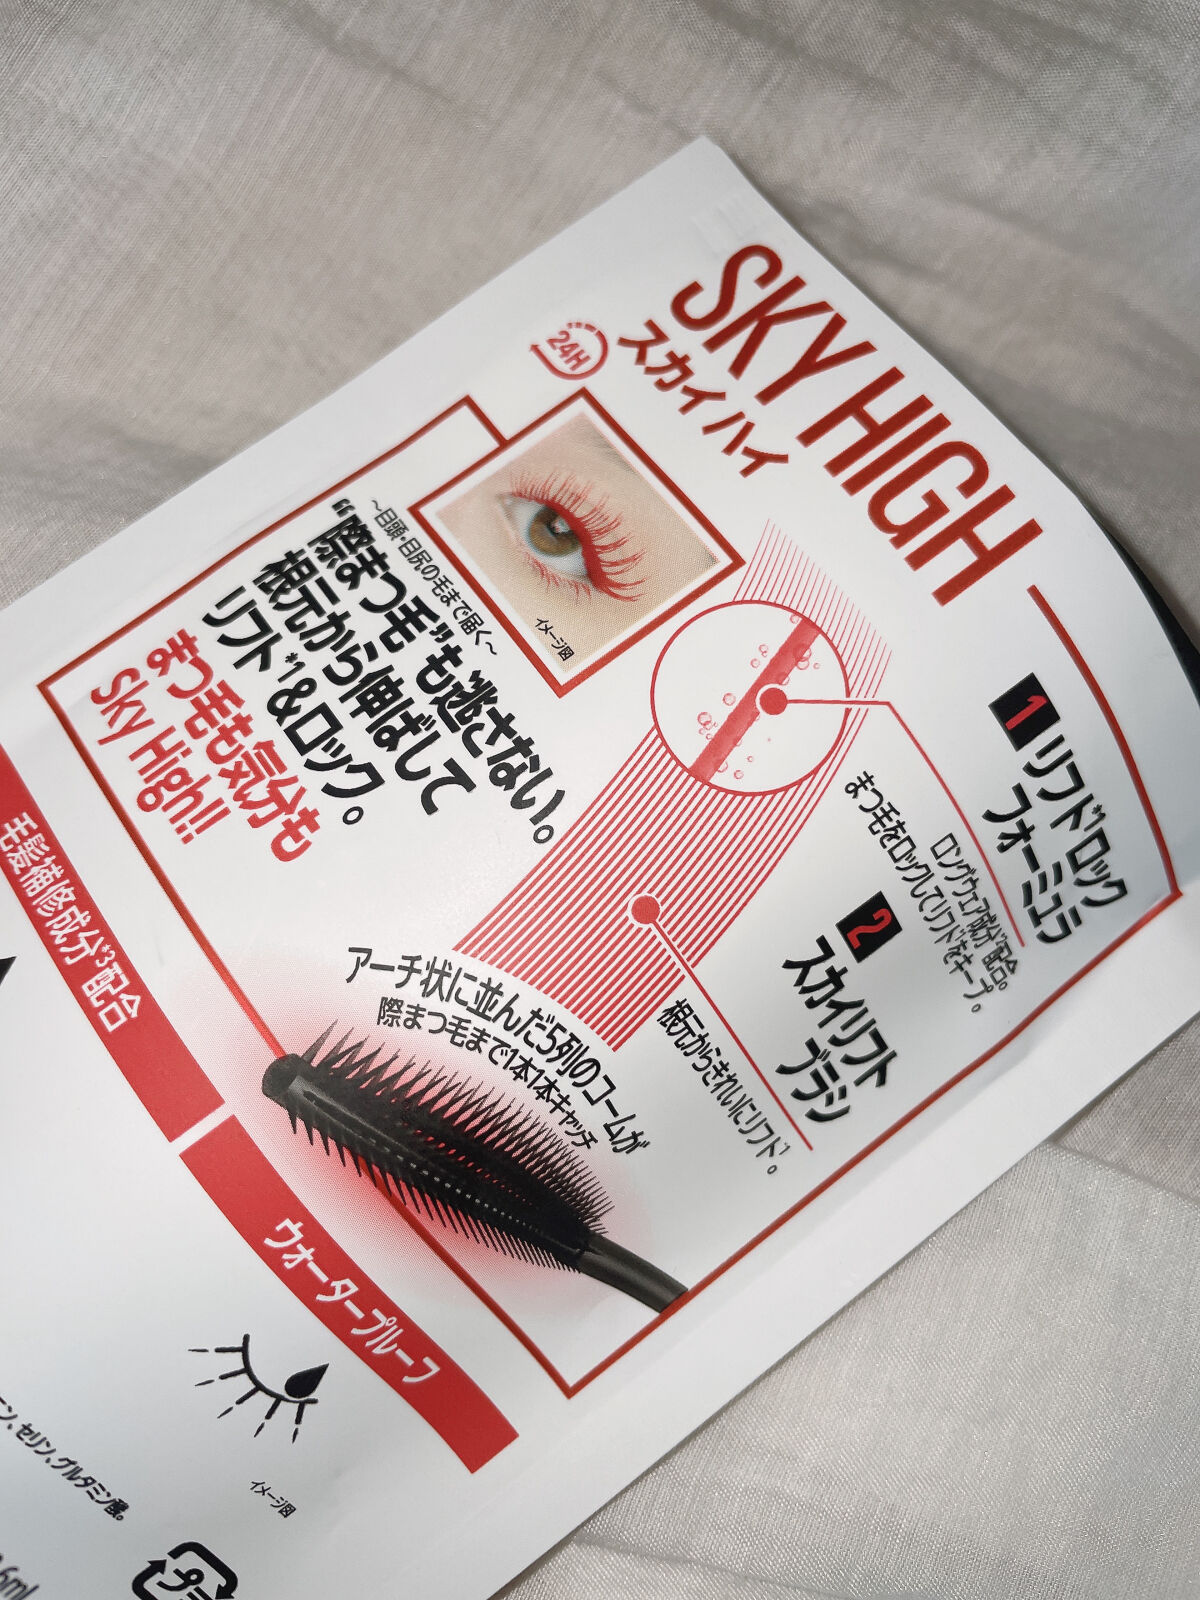 SKY HIGH
スカイ ハイ
24H
イメージ図
～目頭・目尻の毛まで届く～
“際まつ毛”も逃さない。
根元から伸ばして
リフト*1&ロック。
まつ毛も気分も
Sky High!!
1 リフト*1ロック
フォーミュラ
ロングウェア成分*2配合。
まつ毛をロックしてリフト*1をキープ。
2 スカイリフト
ブラシ
根元からきれいにリフト*1。
アーチ状に並んだ5列のコームが
際まつ毛まで1本1本キャッチ
毛髪補修成分*3配合
ウォータープルーフ
イメージ図
セリン、グルタミン酸。
プラ
6ml